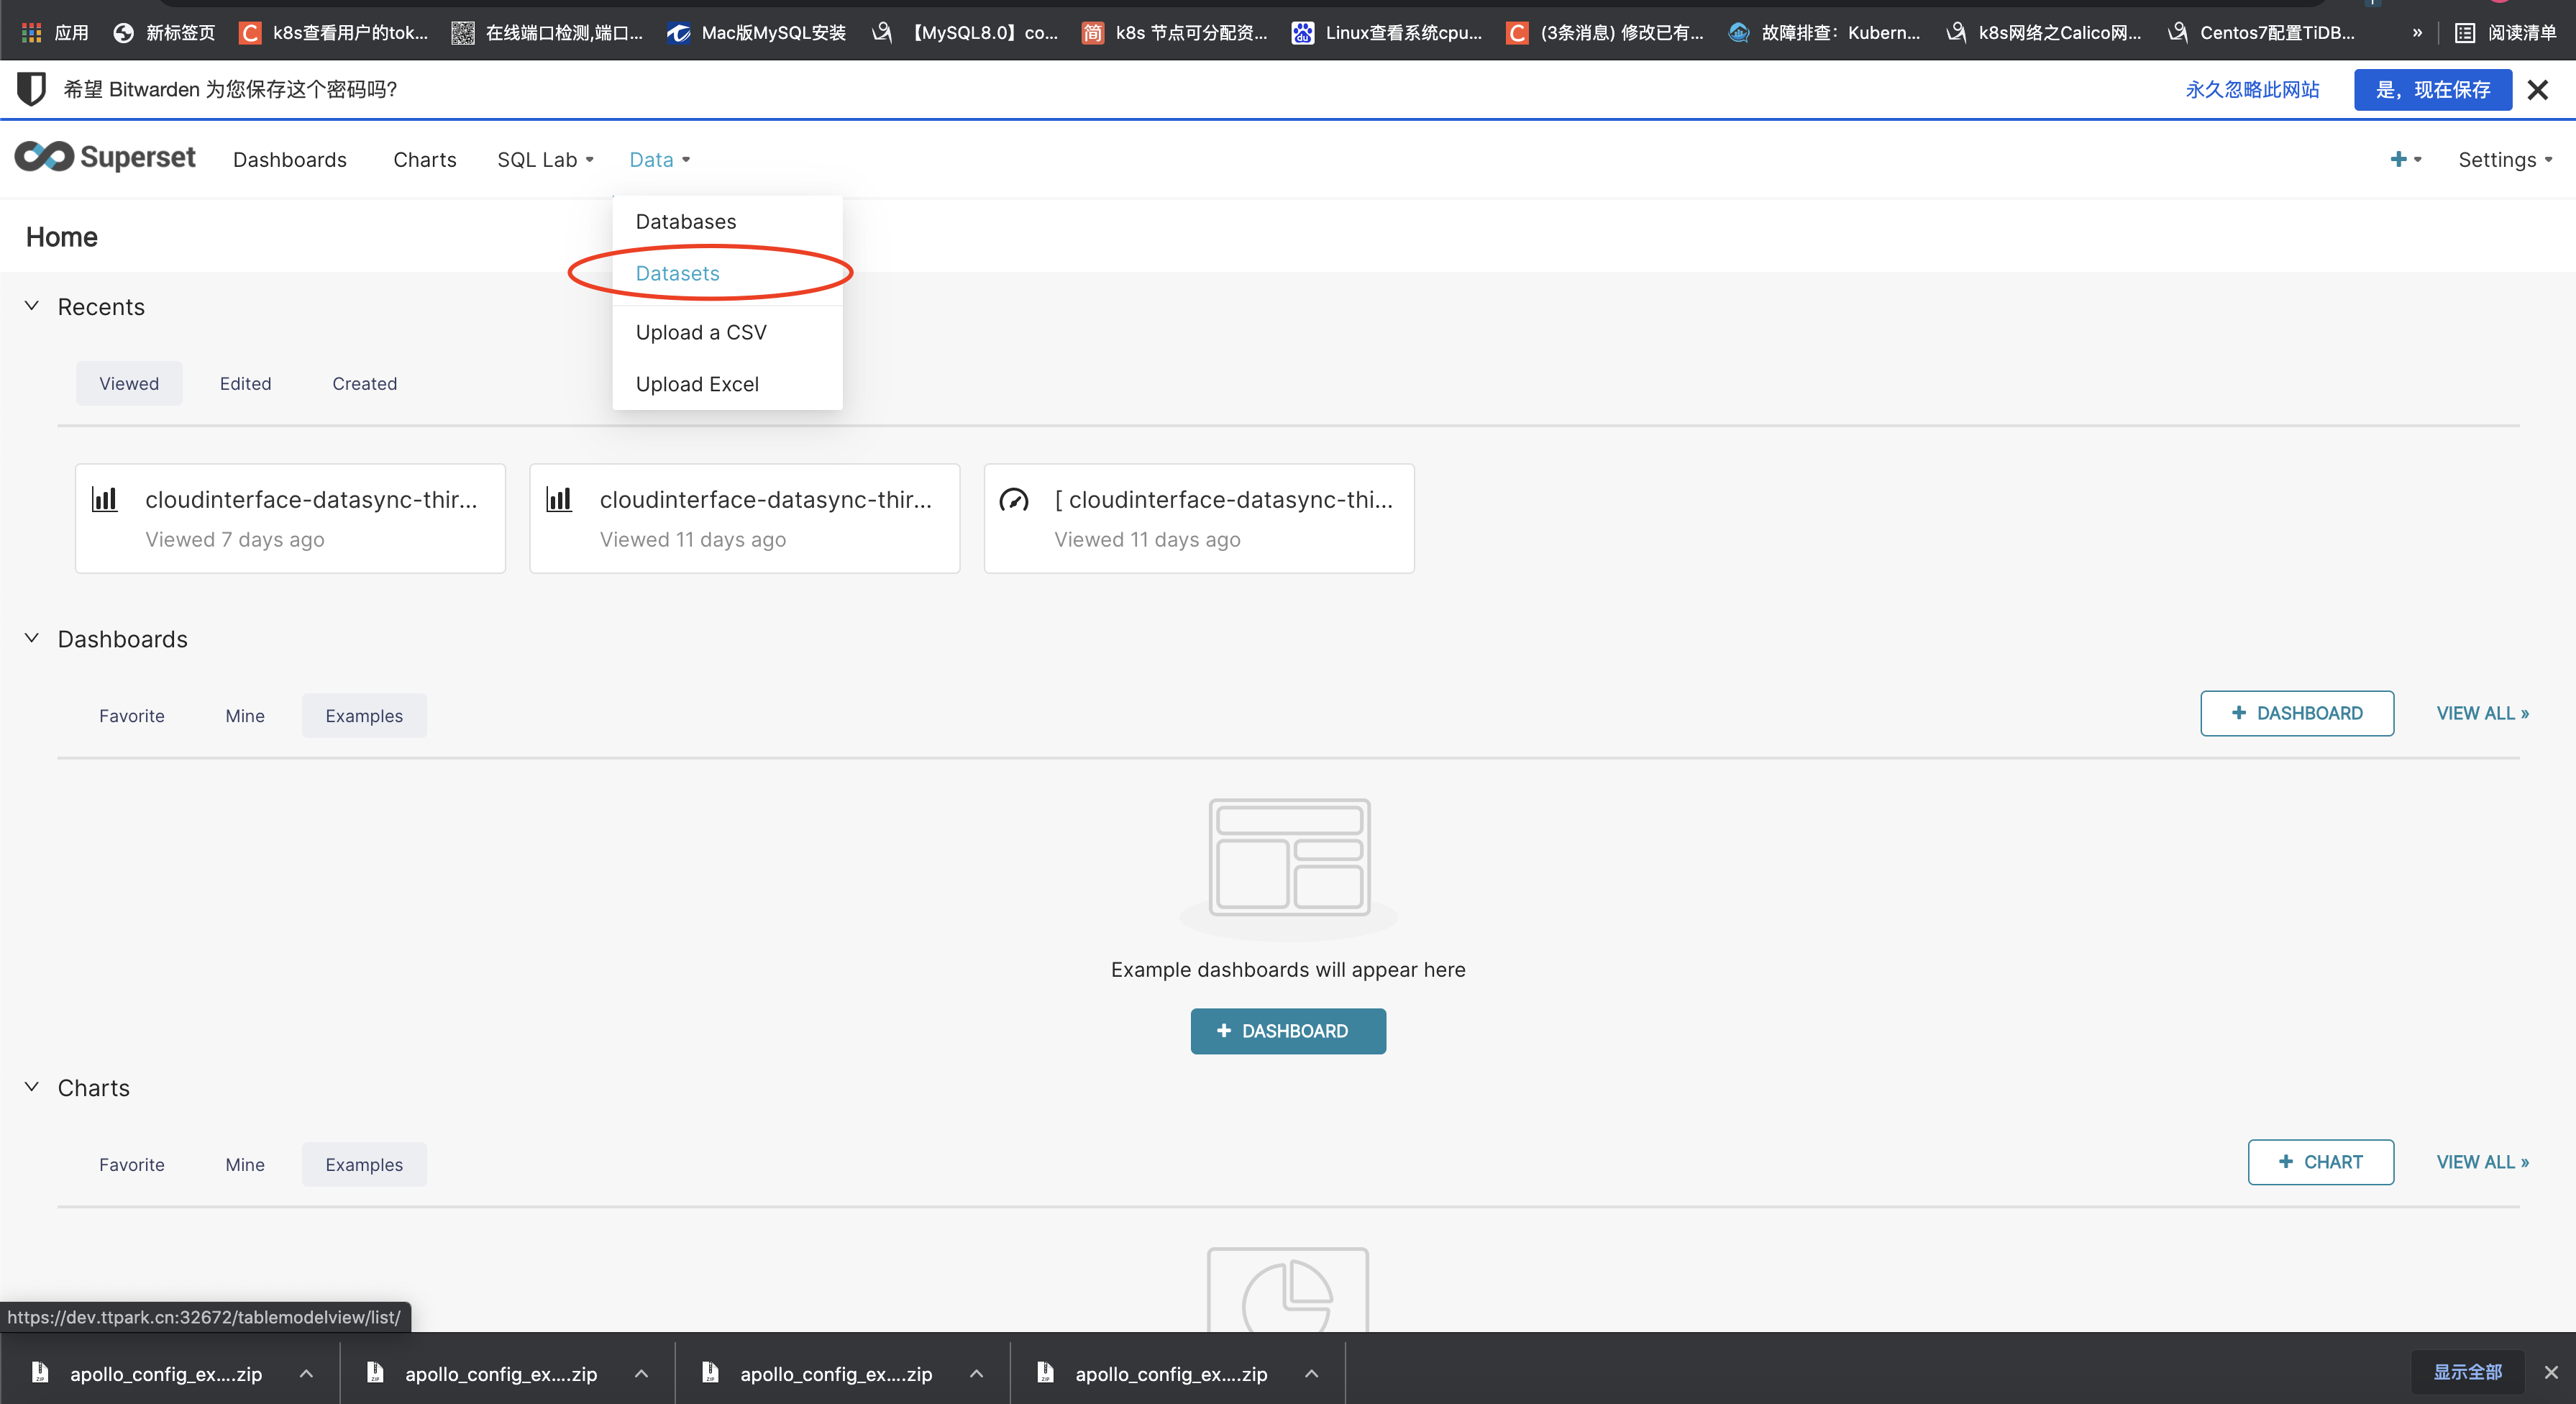 应用 新标签页 k8s查看用户的tok... 在线端口检测,端口... Mac版MySQL安装 【MySQL8.0】co... k8s 节点可分配资... Linux查看系统cpu... (3条消息) 修改已有... 故障排查：Kubern... k8s网络之Calico网... Centos7配置TiDB... » 阅读清单
希望 Bitwarden 为您保存这个密码吗? 永久忽略此网站 是，现在保存
Superset Dashboards Charts SQL Lab Data Settings
Databases
Home
Datasets
Recents
Upload a CSV
Viewed Edited Created
Upload Excel
cloudinterface-datasync-thir... cloudinterface-datasync-thir... [ cloudinterface-datasync-thi...
Viewed 7 days ago Viewed 11 days ago Viewed 11 days ago
Dashboards
Favorite Mine Examples + DASHBOARD VIEW ALL »
Example dashboards will appear here
+ DASHBOARD
Charts
Favorite Mine Examples + CHART VIEW ALL »
https://dev.ttpark.cn:32672/tablemodelview/list/
apollo_config_ex....zip apollo_config_ex....zip apollo_config_ex....zip apollo_config_ex....zip 显示全部